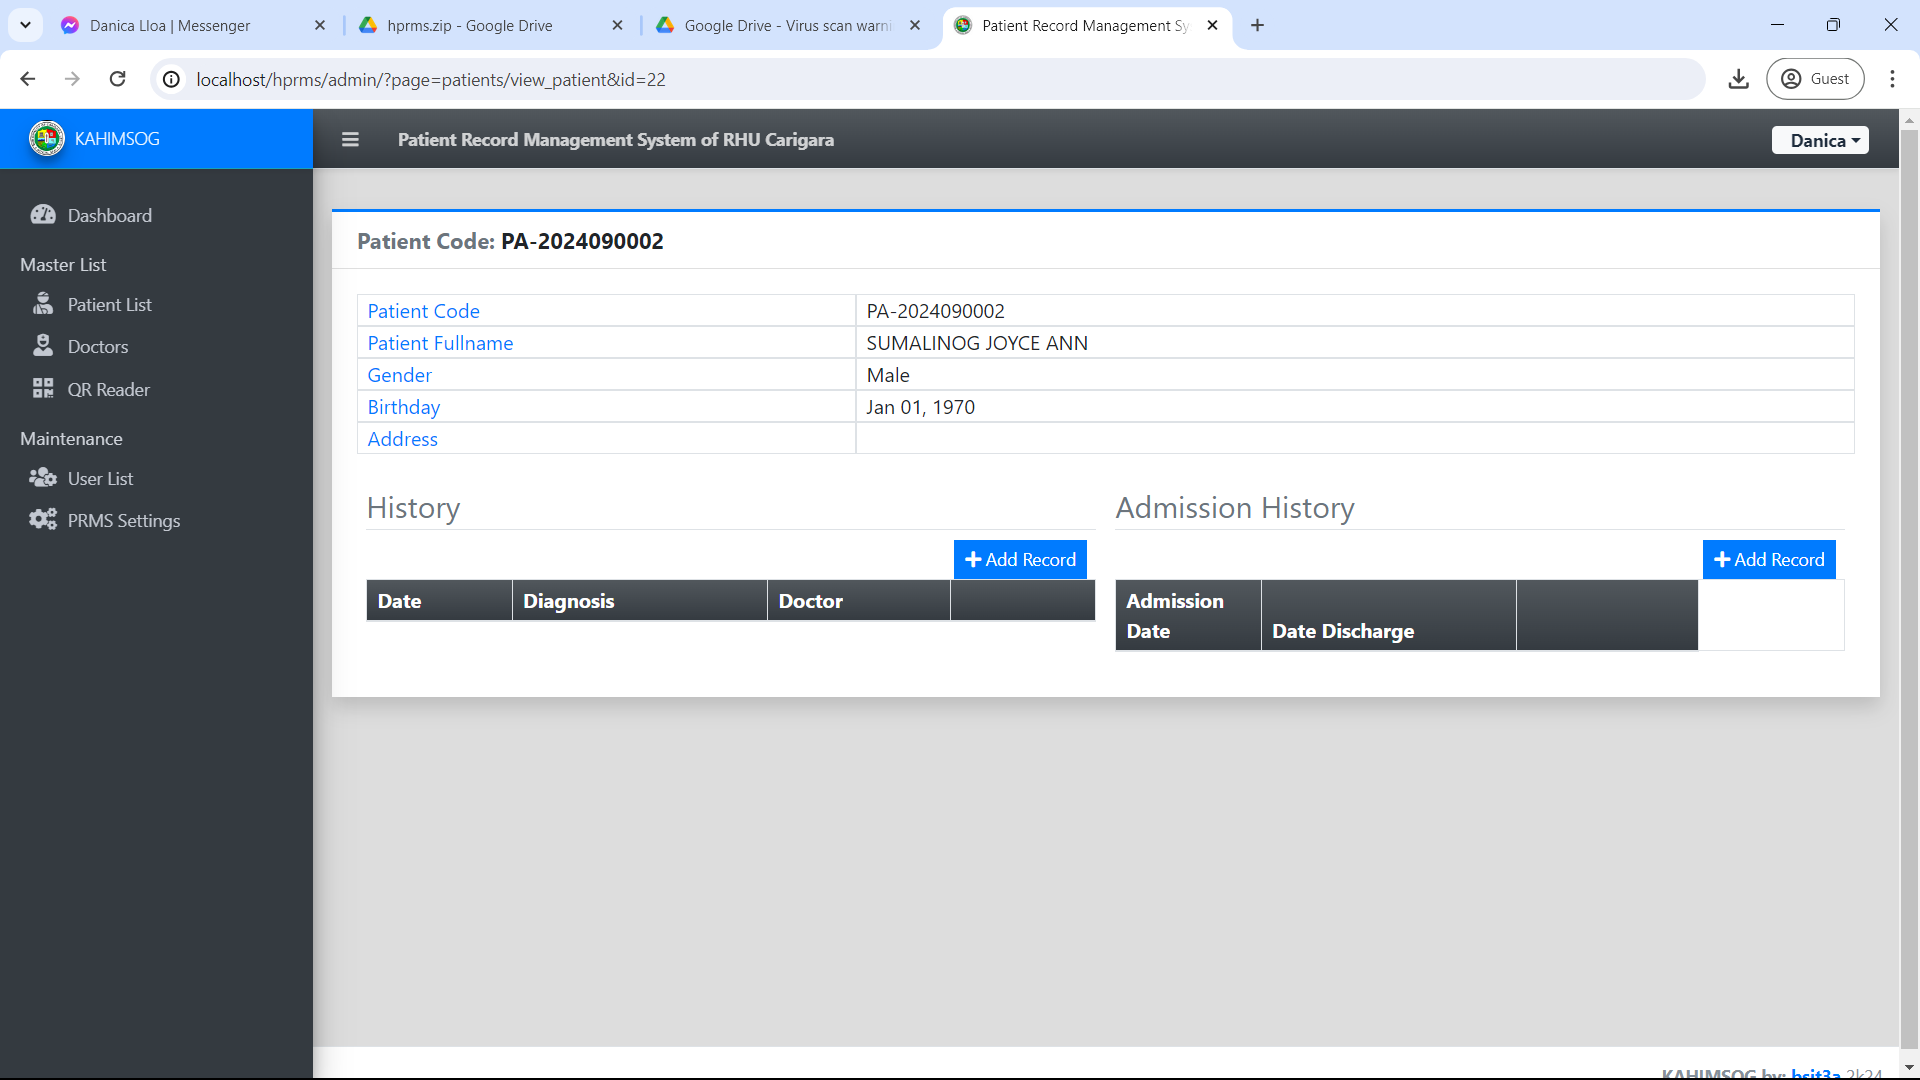 Danica Lloa | Messenger
hprms.zip - Google Drive
Google Drive - Virus scan warni
Patient Record Management Sy
localhost/hprms/admin/?page=patients/view_patient&id=22
Guest
KAHIMSOG
Patient Record Management System of RHU Carigara
Danica
Dashboard
Master List
Patient List
Doctors
QR Reader
Maintenance
User List
PRMS Settings
Patient Code: PA-2024090002
Patient Code PA-2024090002
Patient Fullname SUMALINOG JOYCE ANN
Gender Male
Birthday Jan 01, 1970
Address
History
Add Record
Date Diagnosis Doctor
Admission History
Add Record
Admission Date Date Discharge
KAHIMSOG by: bsit3a 2k24